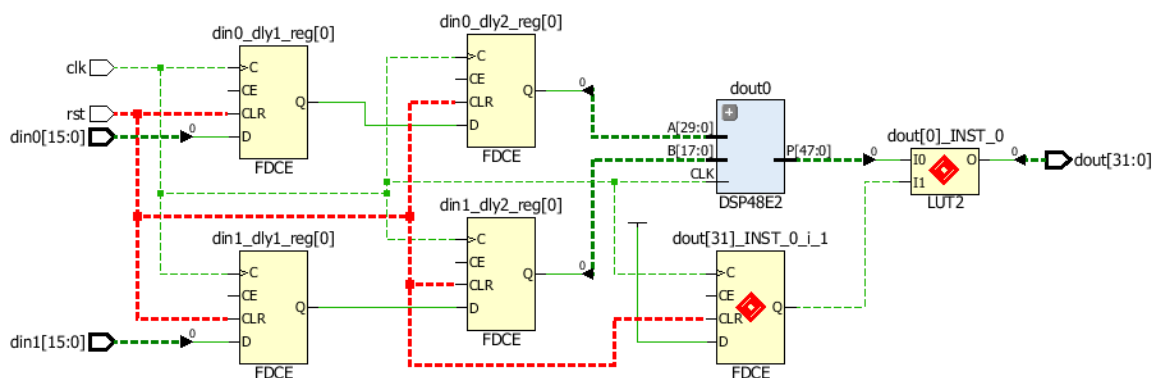 din0_dly1_reg[0]
clk
C
CE
rst
CLR
Q
din0[15:0]
0
D
FDCE
din0_dly2_reg[0]
C
CE
0
CLR
Q
D
FDCE
din1_dly1_reg[0]
C
CE
Q
CLR
din1[15:0]
0
D
FDCE
din1_dly2_reg[0]
C
CE
Q
0
CLR
D
FDCE
dout0
+
A[29:0]
B[17:0]
P[47:0]
CLK
DSP48E2
dout[31]_INST_0_i_1
C
CE
CLR
Q
D
FDCE
dout[0]_INST_0
0
I0
O
0
I1
LUT2
dout[31:0]